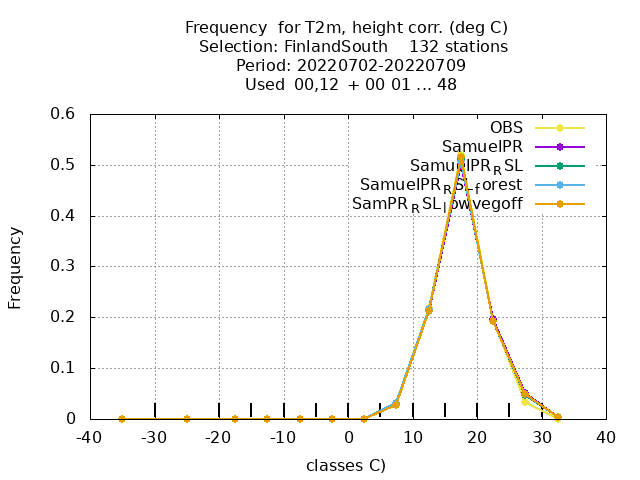 Frequency for T2m, height corr. (deg C)
Selection: FinlandSouth 132 stations
Period: 20220702-20220709
Used 00,12 + 00 01 ... 48
0.6
0.5
0.4
0.3
0.2
0.1
0
Frequency
OBS
SamuelPR
SamuelPR_RSL
SamuelPR_RSL_forest
SamPR_RSL_lowvegoff
-40 -30 -20 -10 0 10 20 30 40
classes C)